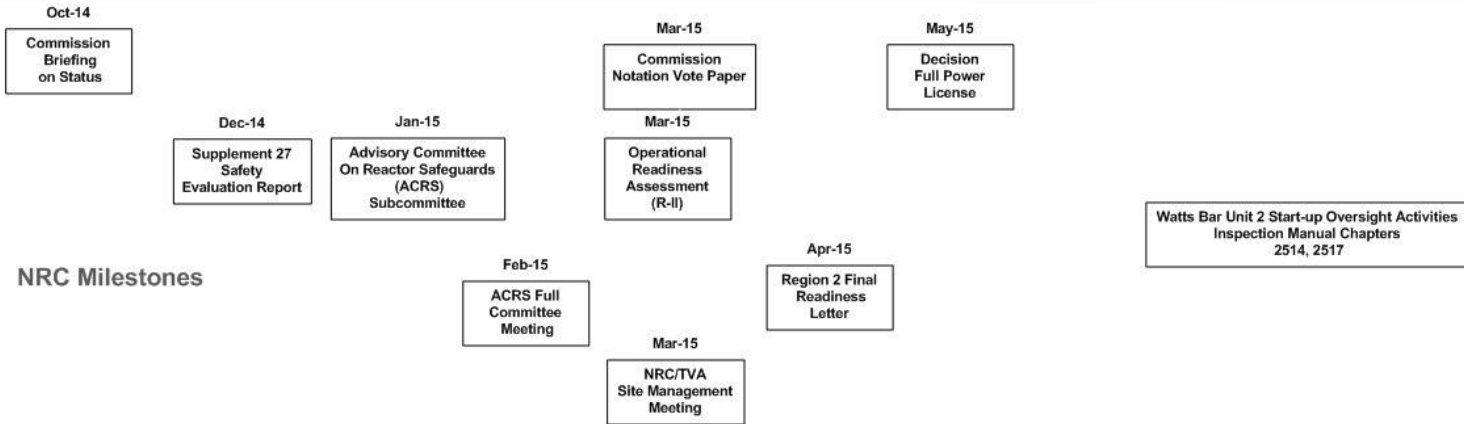 Oct-14
Commission
Briefing
on Status
Dec-14
Supplement 27
Safety
Evaluation Report
Jan-15
Advisory Committee
On Reactor Safeguards
(ACRS)
Subcommittee
Mar-15
Commission
Notation Vote Paper
Mar-15
Operational
Readiness
Assessment
(R-II)
May-15
Decision
Full Power
License
Watts Bar Unit 2 Start-up Oversight Activities
Inspection Manual Chapters
2514, 2517
NRC Milestones
Feb-15
ACRS Full
Committee
Meeting
Apr-15
Region 2 Final
Readiness
Letter
Mar-15
NRC/TVA
Site Management
Meeting